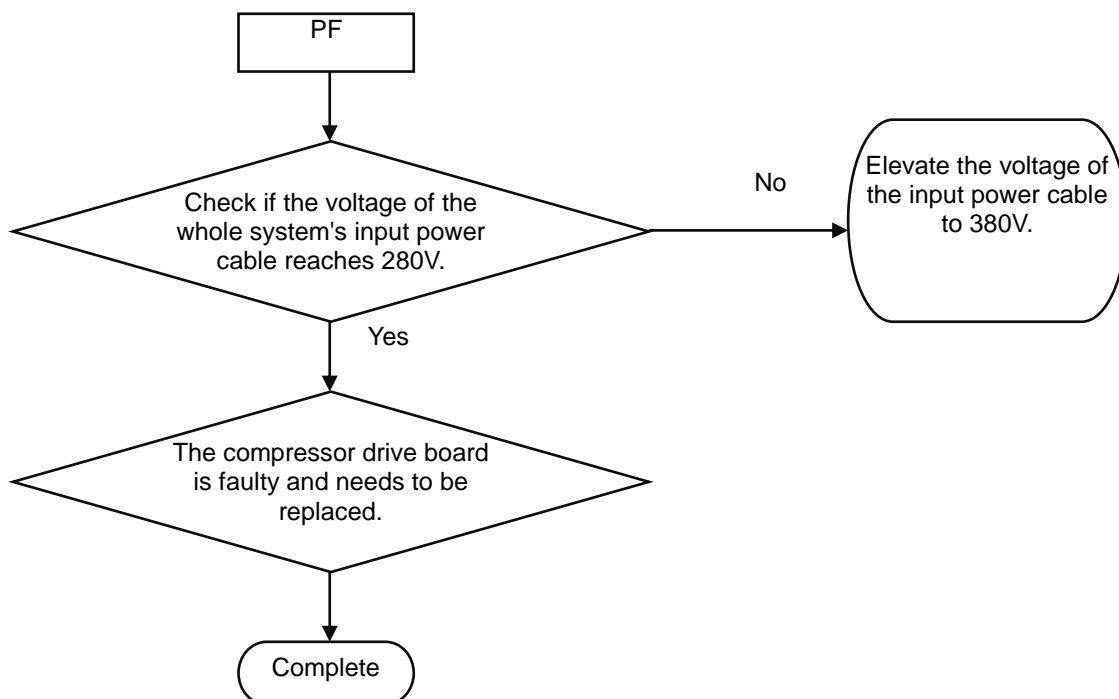 PF
Check if the voltage of the
whole system's input power
cable reaches 280V.
No
Elevate the voltage of
the input power cable
to 380V.
Yes
The compressor drive board
is faulty and needs to be
replaced.
Complete